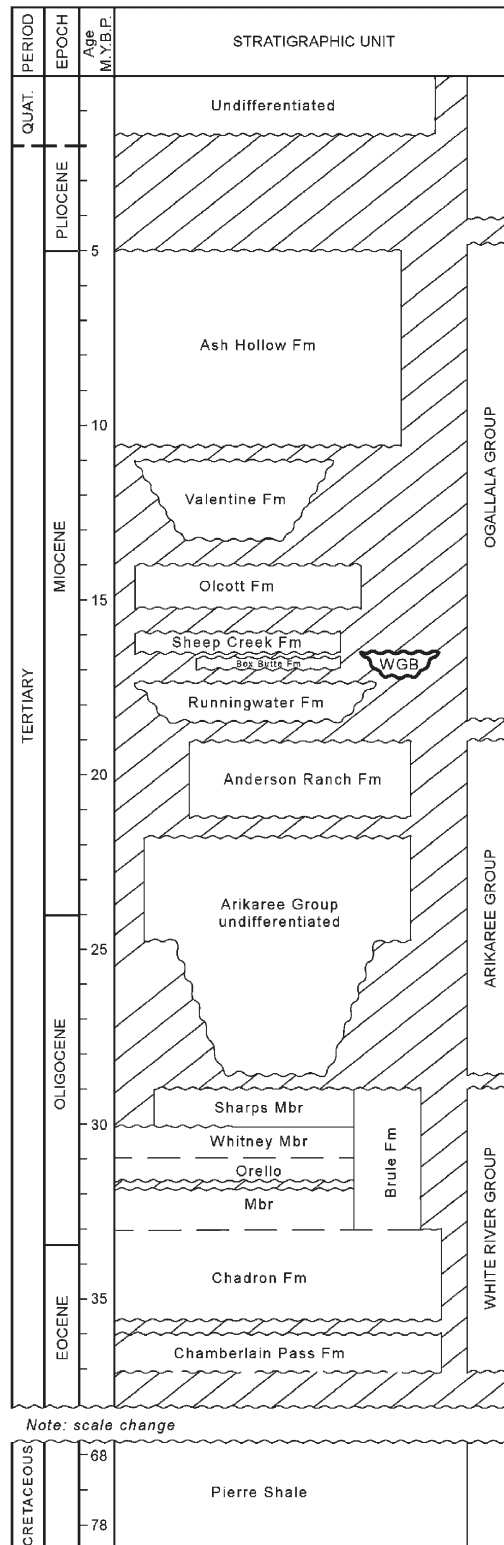 PERIOD
EPOCH
Age
M.Y.B.P.
STRATIGRAPHIC UNIT
QUAT.
TERTIARY
CRETACEOUS
PLIOCENE
MIOCENE
OLIGOCENE
EOCENE
5
10
15
20
25
30
35
68
78
Undifferentiated
Ash Hollow Fm
Valentine Fm
Olcott Fm
Sheep Creek Fm
Box Butte Fm
WGB
Runningwater Fm
Anderson Ranch Fm
Arikaree Group
undifferentiated
Sharps Mbr
Whitney Mbr
Orello
Mbr
Brule Fm
Chadron Fm
Chamberlain Pass Fm
OGALLALA GROUP
ARIKAREE GROUP
WHITE RIVER GROUP
Note: scale change
Pierre Shale